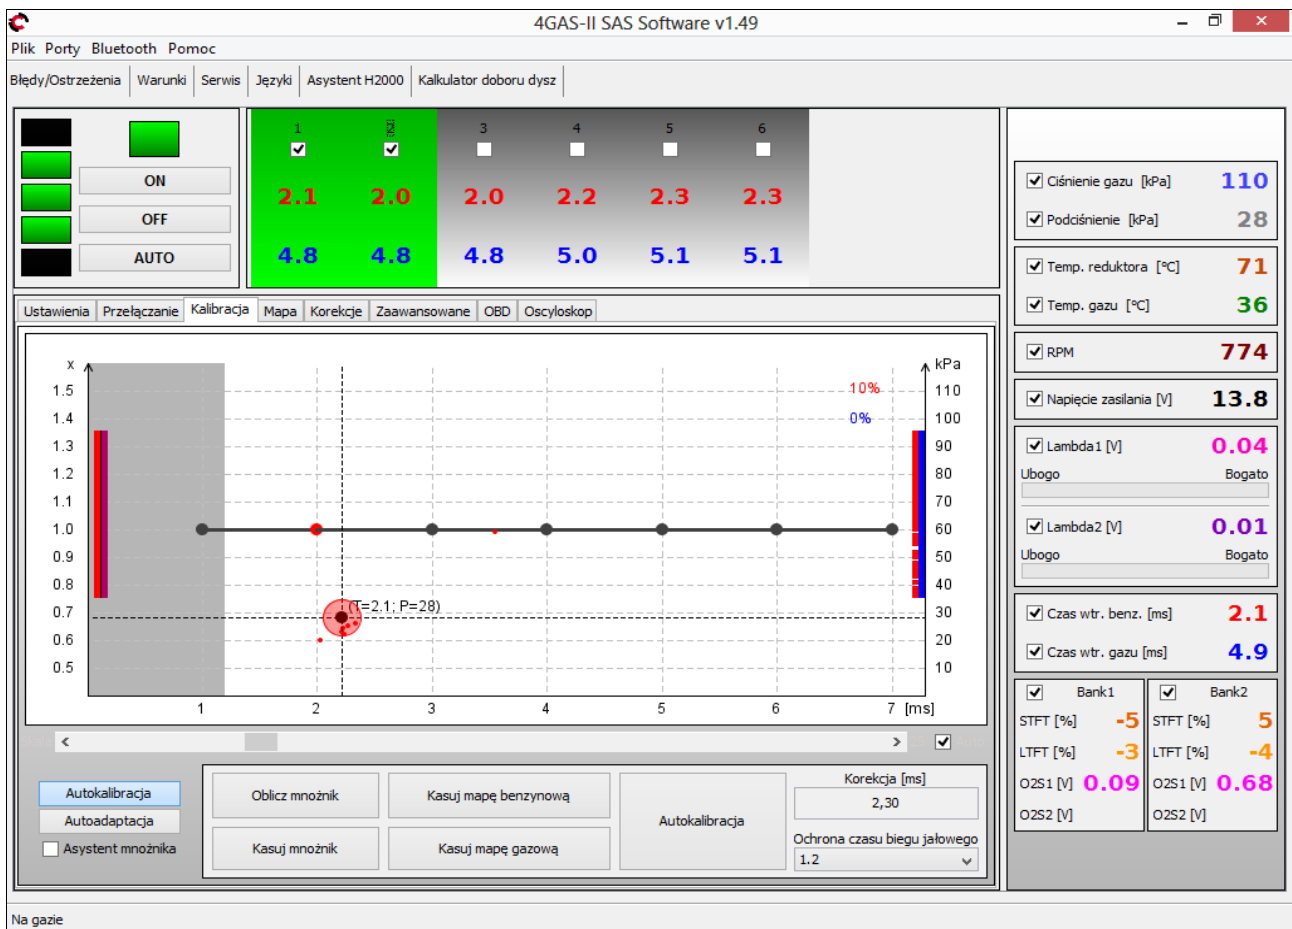 4GAS-II SAS Software v1.49
Plik Porty Bluetooth Pomoc
Błędy/Ostrzeżenia Warunki Serwis Języki Asystent H2000 Kalkulator doboru dysz
ON
OFF
AUTO
1 2 3 4 5 6
2.1 2.0 2.0 2.2 2.3 2.3
4.8 4.8 4.8 5.0 5.1 5.1
Ustawienia Przełączanie Kalibracja Mapa Korekcje Zaawansowane OBD Oscyloskop
x kPa
1.5 10% 110
1.4 0% 100
1.3 90
1.2 80
1.1 70
1.0 60
0.9 50
0.8 40
(T=2.1; P=28)
0.7 30
0.6 20
0.5 10
1 2 3 4 5 6 7 [ms]
Autokalibracja
Autoadaptacja
Asystent mnożnika
Oblicz mnożnik
Kasuj mapę benzynową
Kasuj mnożnik
Kasuj mapę gazową
Autokalibracja
Korekcja [ms]
2,30
Ochrona czasu biegu jałowego
1.2
Ciśnienie gazu [kPa] 110
Podciśnienie [kPa] 28
Temp. reduktora [°C] 71
Temp. gazu [°C] 36
RPM 774
Napięcie zasilania [V] 13.8
Lambda1 [V] 0.04
Ubogo Bogato
Lambda2 [V] 0.01
Ubogo Bogato
Czas wtr. benz. [ms] 2.1
Czas wtr. gazu [ms] 4.9
Bank1 Bank2
STFT [%] -5 STFT [%] 5
LTFT [%] -3 LTFT [%] -4
O2S1 [V] 0.09 O2S1 [V] 0.68
O2S2 [V] O2S2 [V]
Na gazie